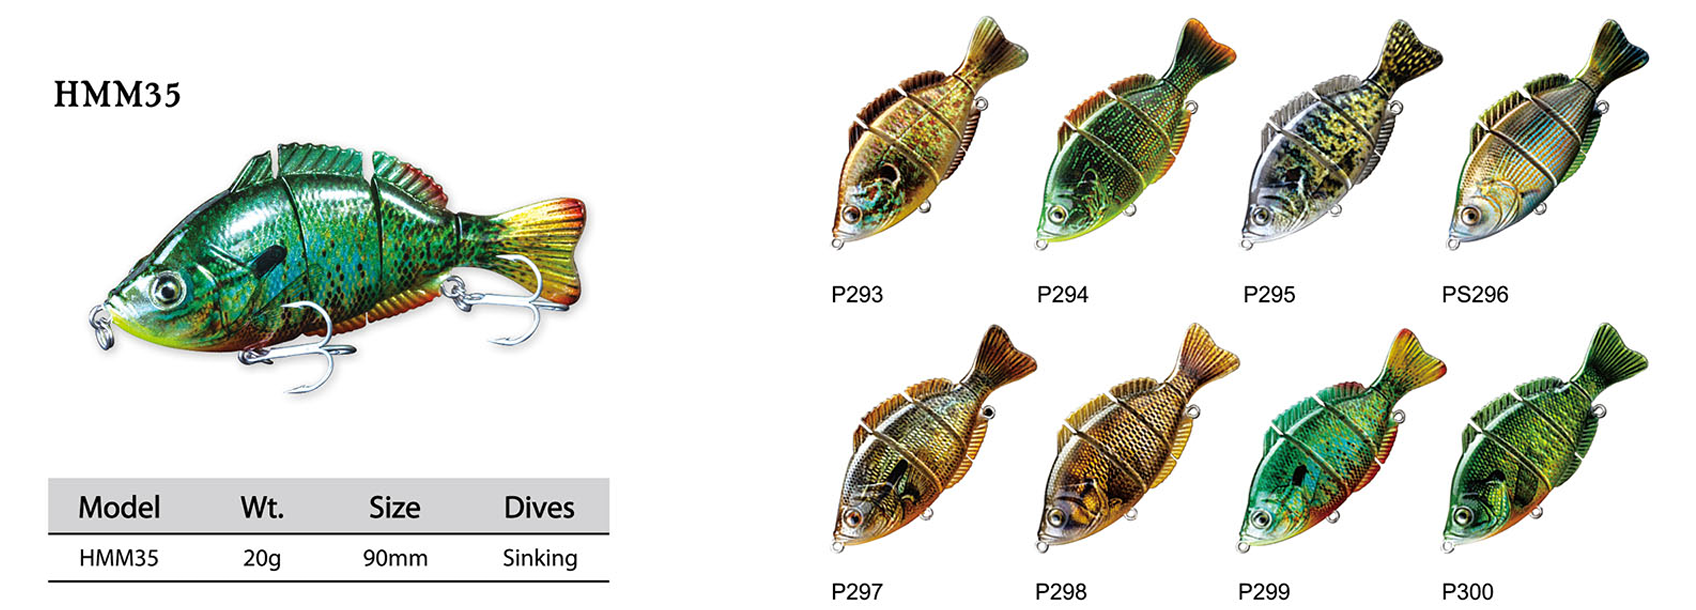 HMM35
Model Wt. Size Dives
HMM35 20g 90mm Sinking
P293 P294 P295 PS296
P297 P298 P299 P300